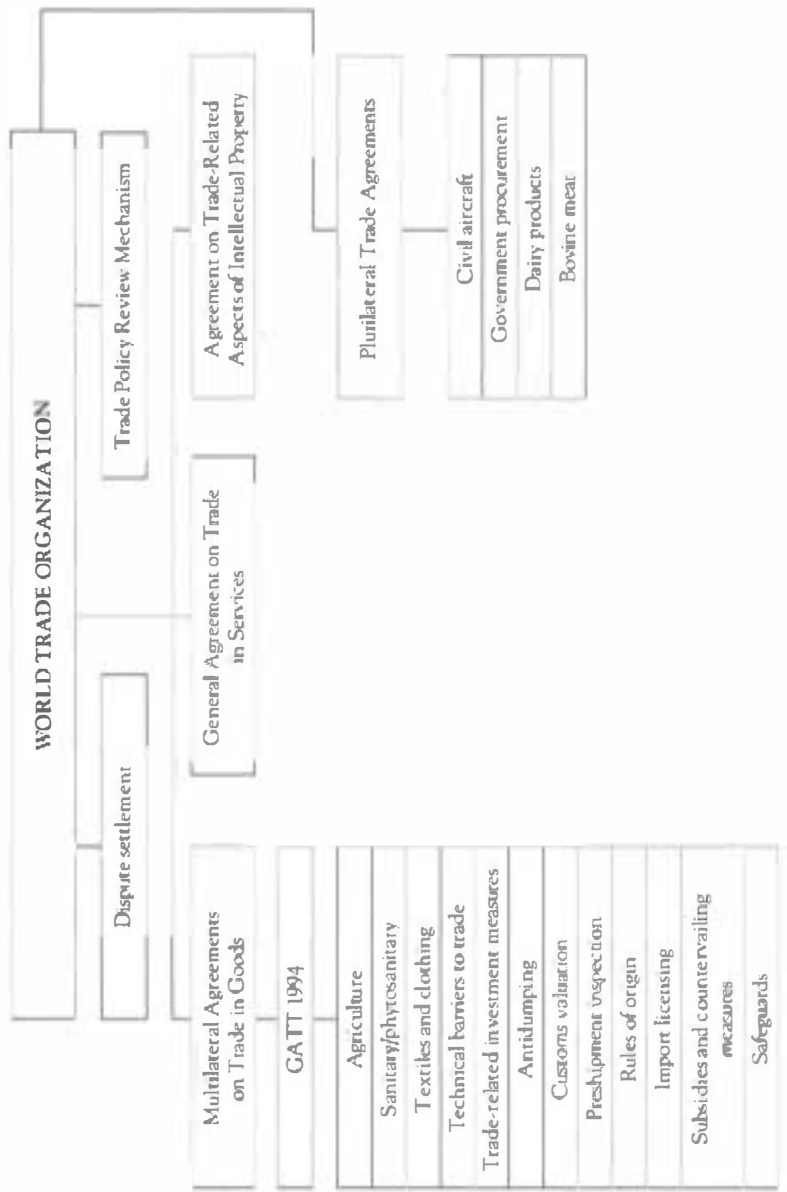 WORLD TRADE ORGANIZATION
Dispute settlement
Trade Policy Review Mechanism
Multilateral Agreements
on Trade in Goods
General Agreement on Trade
in Services
Agreement on Trade-Related
Aspects of Intellectual Property
GATT 1994
Agriculture
Sanitary/phytosanitary
Textiles and clothing
Technical barriers to trade
Trade-related investment measures
Antidumping
Customs valuation
Preshipment inspection
Rules of origin
Import licensing
Subsidies and countervailing
measures
Safeguards
Plurilateral Trade Agreements
Civil aircraft
Government procurement
Dairy products
Bovine meat